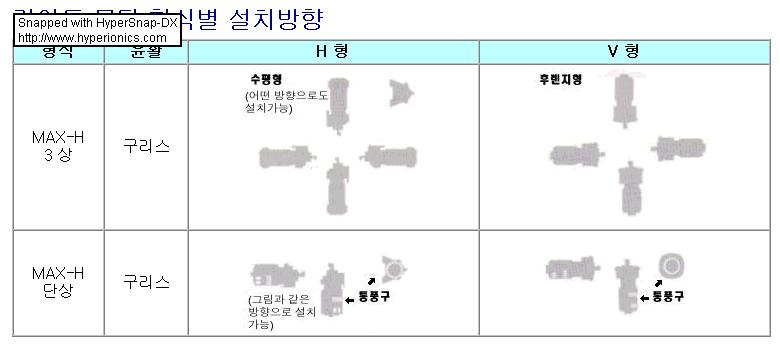 형식별 설치방향
Snapped with HyperSnap-DX
http://www.hyperionics.com
형식 윤활 H 형 V 형
수평형
(어떤 방향으로도
설치가능)
후렌지형
MAX-H
3 상
구리스
MAX-H
단상
구리스
(그림과 같은
방향으로 설치
가능)
통풍구
통풍구